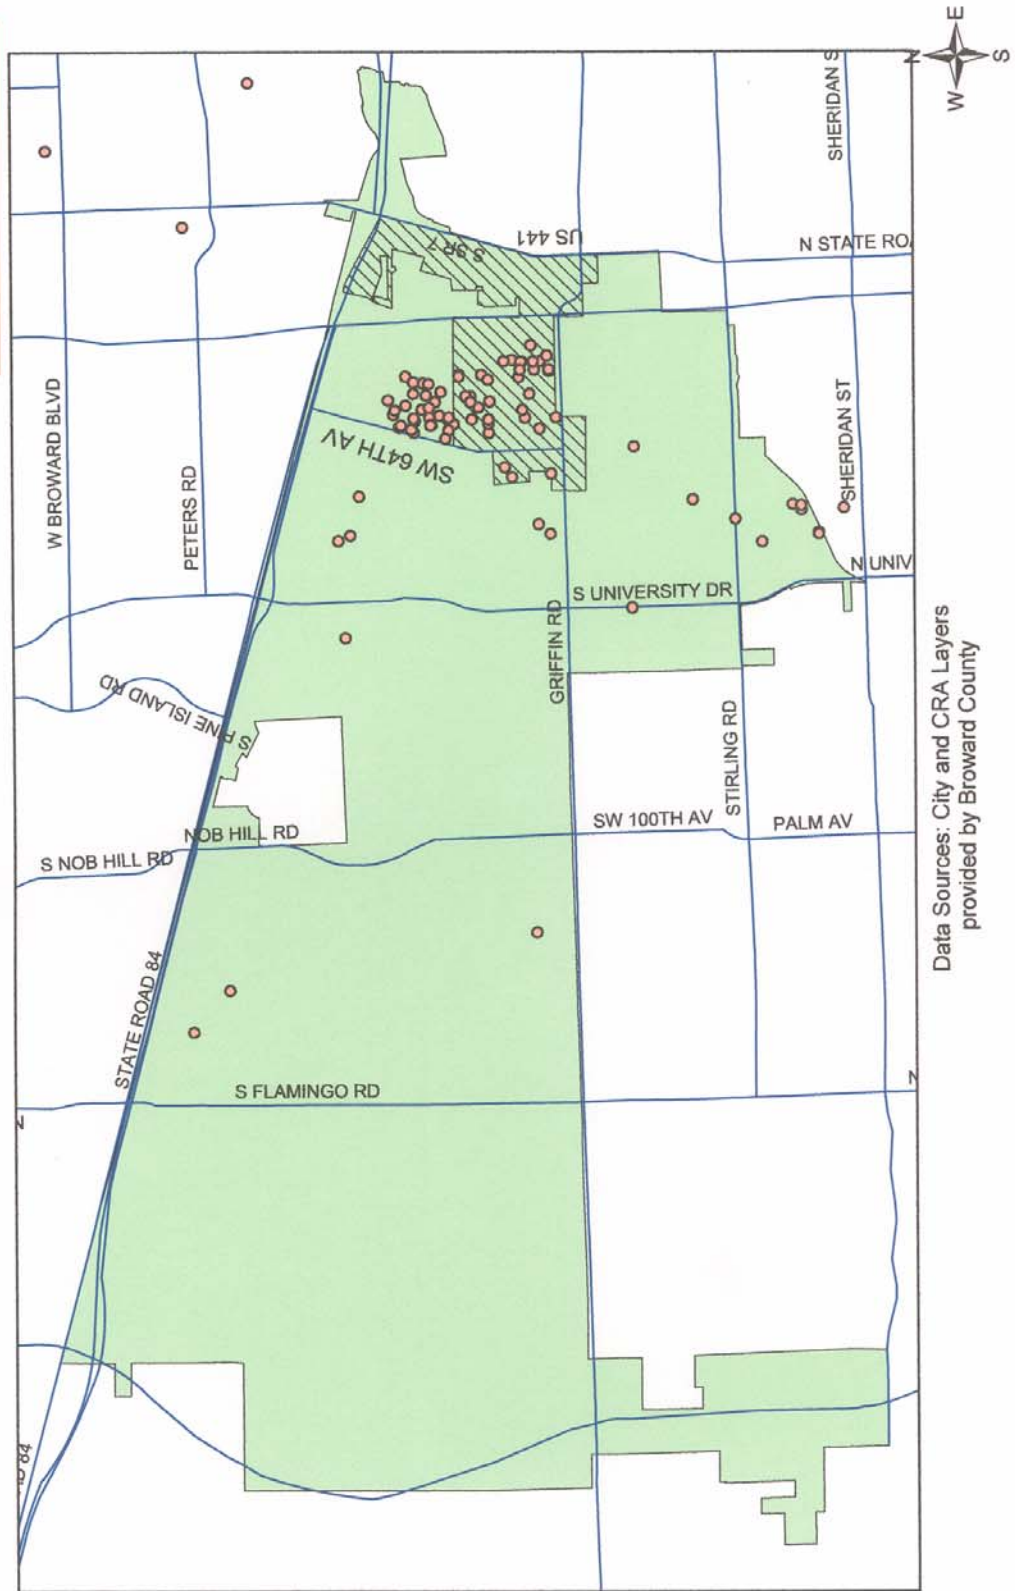 E
W
S
N
SHERIDAN S
N STATE RO
US 441
S SR 7
W BROWARD BLVD
PETERS RD
SW 64TH AV
SHERIDAN ST
N UNIV
S UNIVERSITY DR
GRIFFIN RD
S PINE ISLAND RD
STIRLING RD
NOB HILL RD
S NOB HILL RD
SW 100TH AV
PALM AV
STATE ROAD 84
S FLAMINGO RD
N
N
Data Sources: City and CRA Layers
provided by Broward County